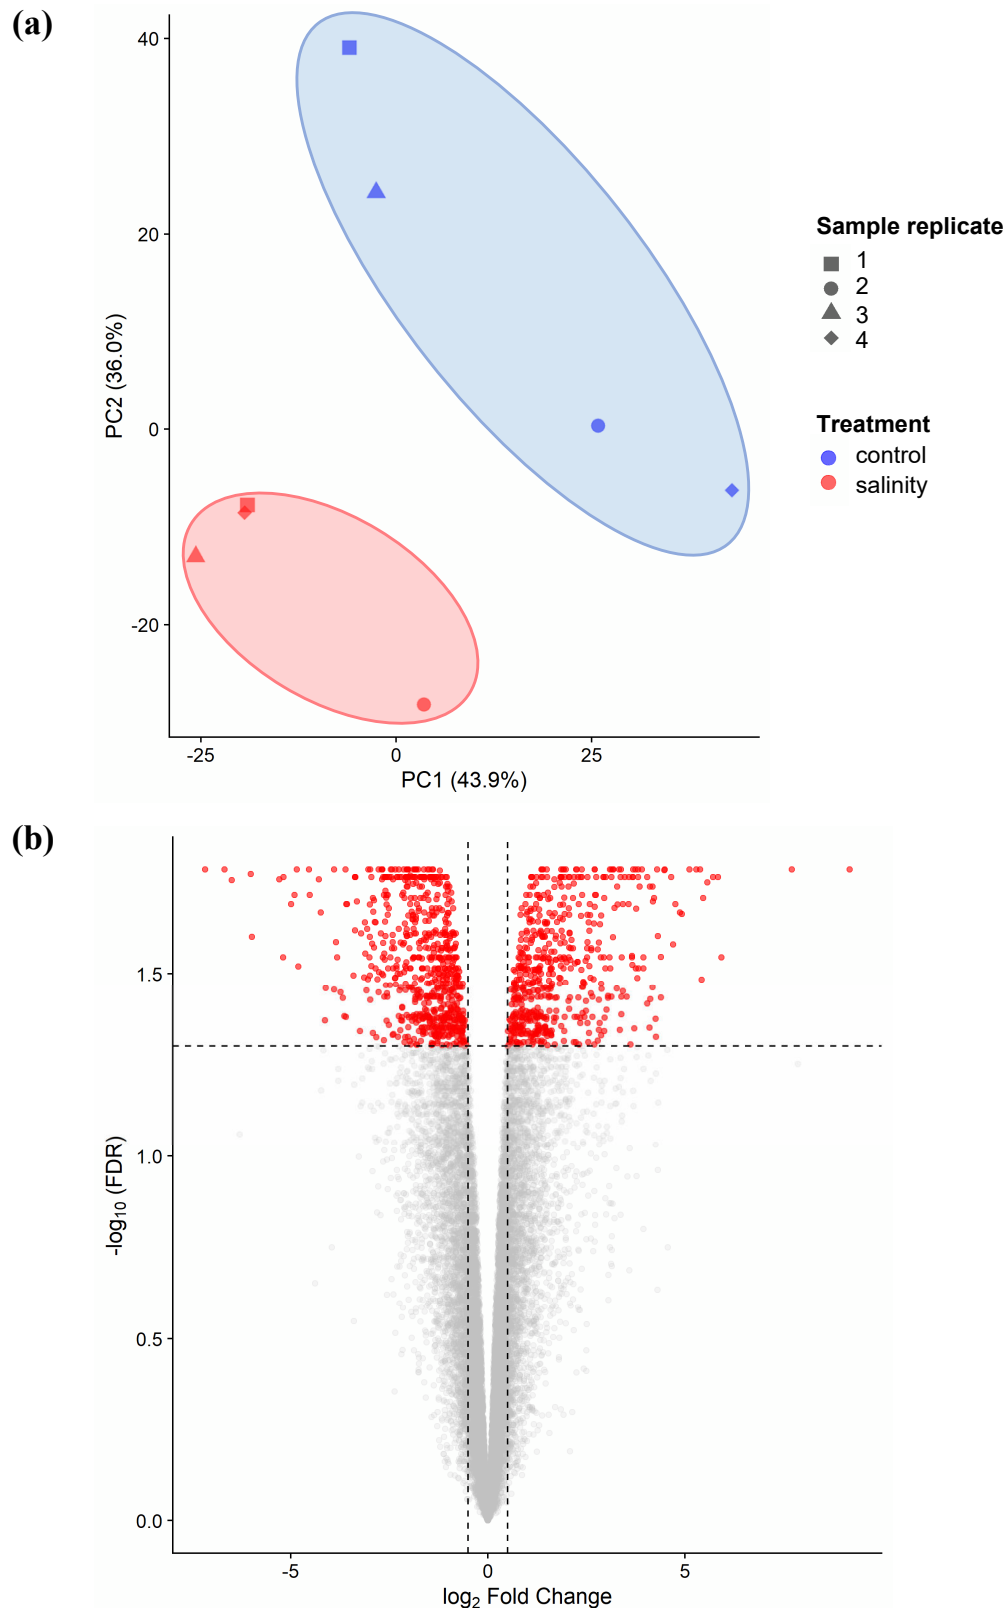 (a)
40
20
0
-20
PC2 (36.0%)
-25
0
25
PC1 (43.9%)
Sample replicate
1
2
3
4
Treatment
control
salinity
(b)
1.5
1.0
0.5
0.0
-log10 (FDR)
-5
0
5
log2 Fold Change